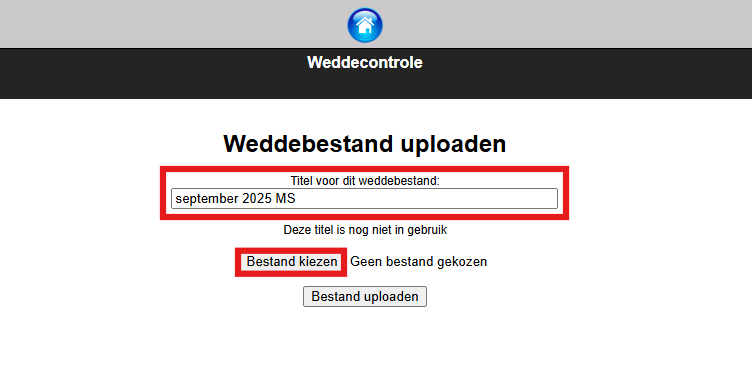 Weddecontrole
Weddebestand uploaden
Titel voor dit weddebestand:
september 2025 MS
Deze titel is nog niet in gebruik
Bestand kiezen Geen bestand gekozen
Bestand uploaden